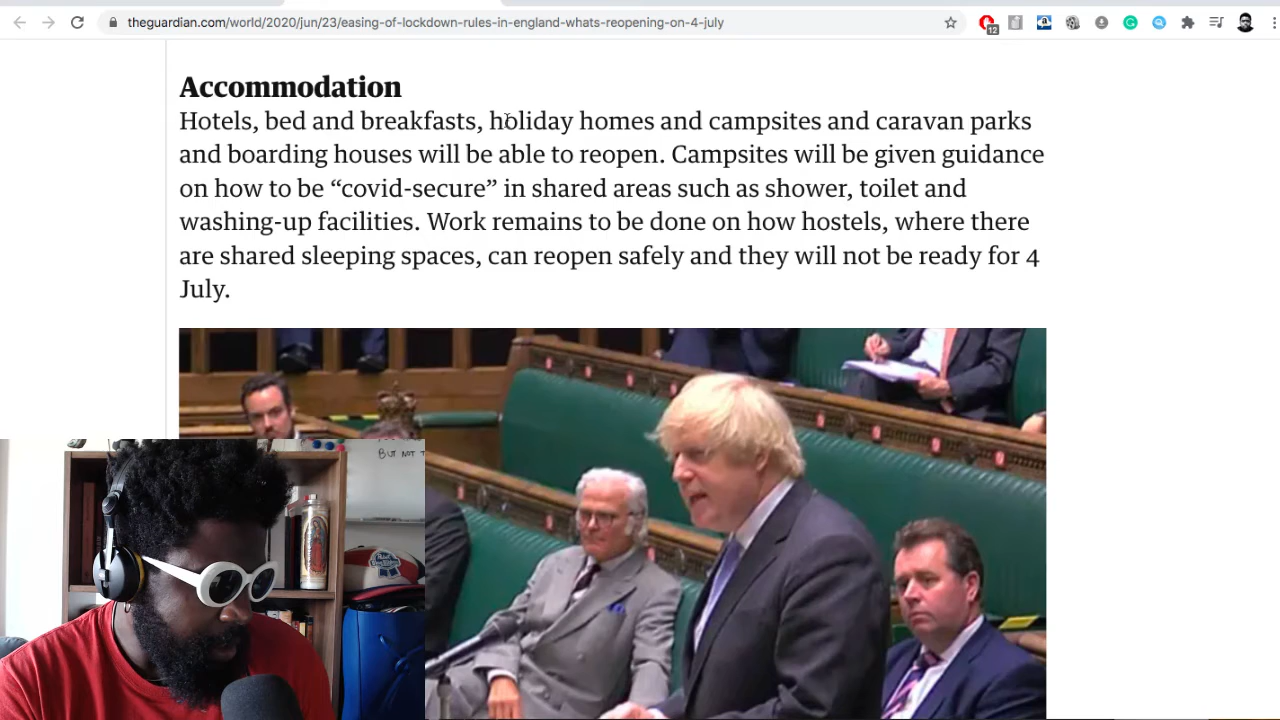 theguardian.com/world/2020/jun/23/easing-of-lockdown-rules-in-england-whats-reopening-on-4-july
12
Accommodation
Hotels, bed and breakfasts, holiday homes and campsites and caravan parks
and boarding houses will be able to reopen. Campsites will be given guidance
on how to be “covid-secure” in shared areas such as shower, toilet and
washing-up facilities. Work remains to be done on how hostels, where there
are shared sleeping spaces, can reopen safely and they will not be ready for 4
July.
BUT NOT T